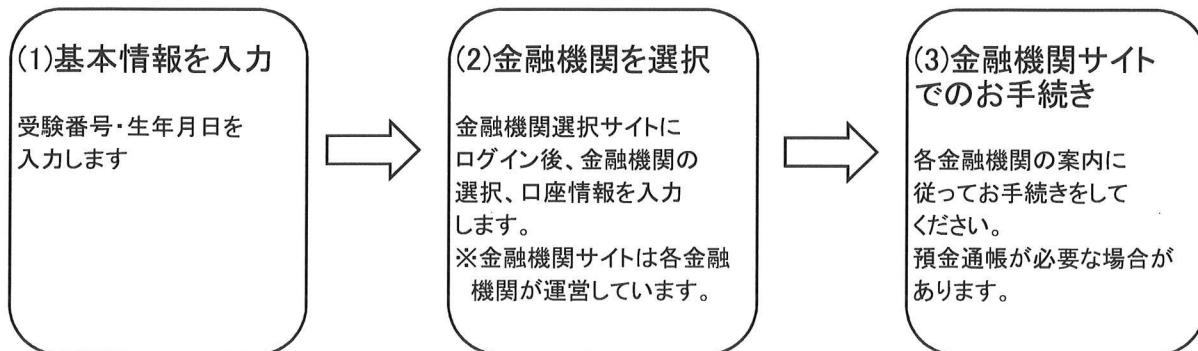 (1)基本情報を入力
受験番号・生年月日を
入力します
(2)金融機関を選択
金融機関選択サイトに
ログイン後、金融機関の
選択、口座情報を入力
します。
※金融機関サイトは各金融
機関が運営しています。
(3)金融機関サイト
でのお手続き
各金融機関の案内に
従ってお手続きをして
ください。
預金通帳が必要な場合が
あります。